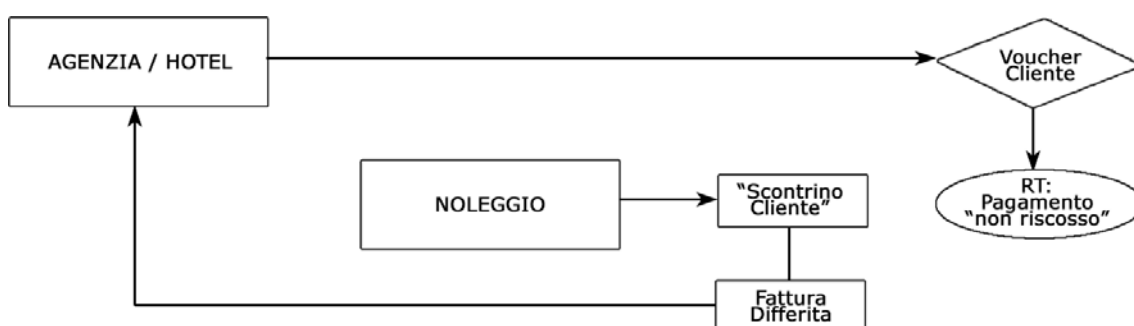 AGENZIA / HOTEL
Voucher
Cliente
NOLEGGIO
“Scontrino
Cliente”
RT:
Pagamento
“non riscosso”
Fattura
Differita